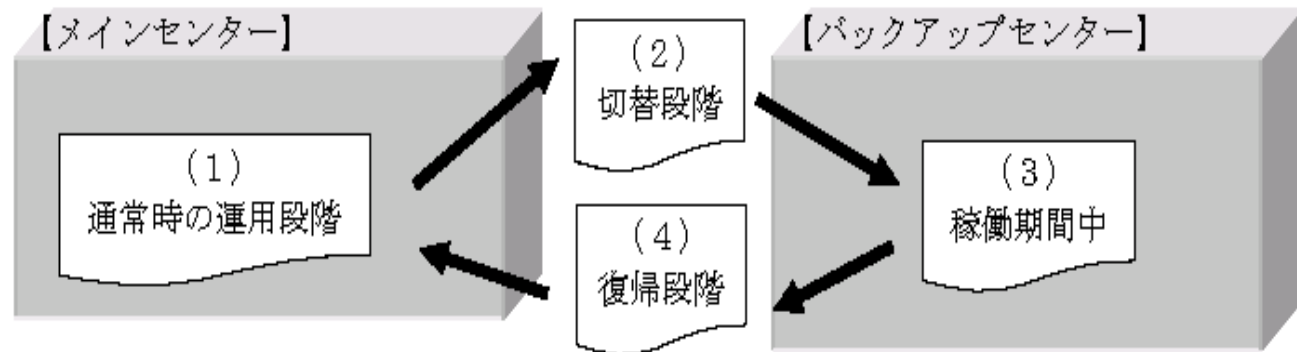 【メインセンター】
(1)
通常時の運用段階
(2)
切替段階
【バックアップセンター】
(3)
稼働期間中
(4)
復帰段階